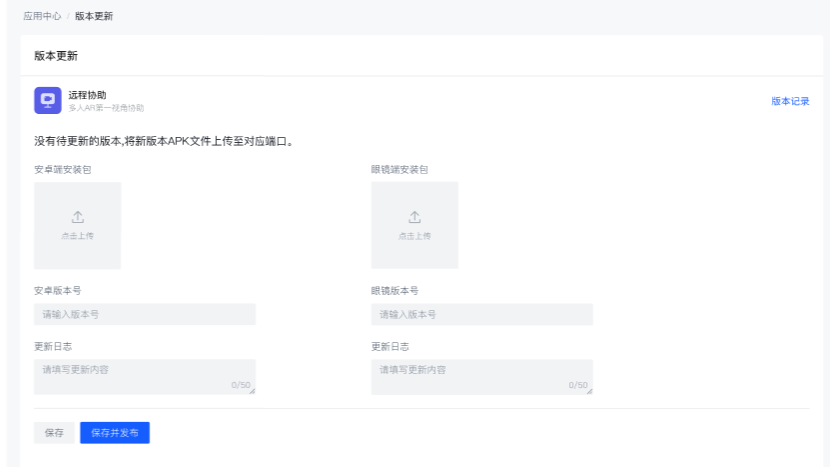 应用中心 / 版本更新
版本更新
远程协助
多人AR第一视角协助
版本记录
没有待更新的版本,将新版本APK文件上传至对应端口。
安卓端安装包
眼镜端安装包
点击上传
点击上传
安卓版本号
眼镜版本号
请输入版本号
请输入版本号
更新日志
更新日志
请填写更新内容
请填写更新内容
0/50
0/50
保存
保存并发布